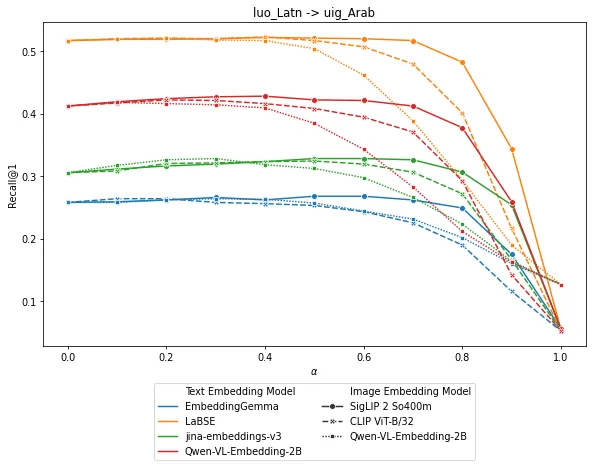 luo_Latn -> uig_Arab
Recall@1
0.5
0.4
0.3
0.2
0.1
0.0 0.2 0.4 0.6 0.8 1.0
α
Text Embedding Model Image Embedding Model
EmbeddingGemma SigLIP 2 So400m
LaBSE CLIP ViT-B/32
jina-embeddings-v3 Qwen-VL-Embedding-2B
Qwen-VL-Embedding-2B